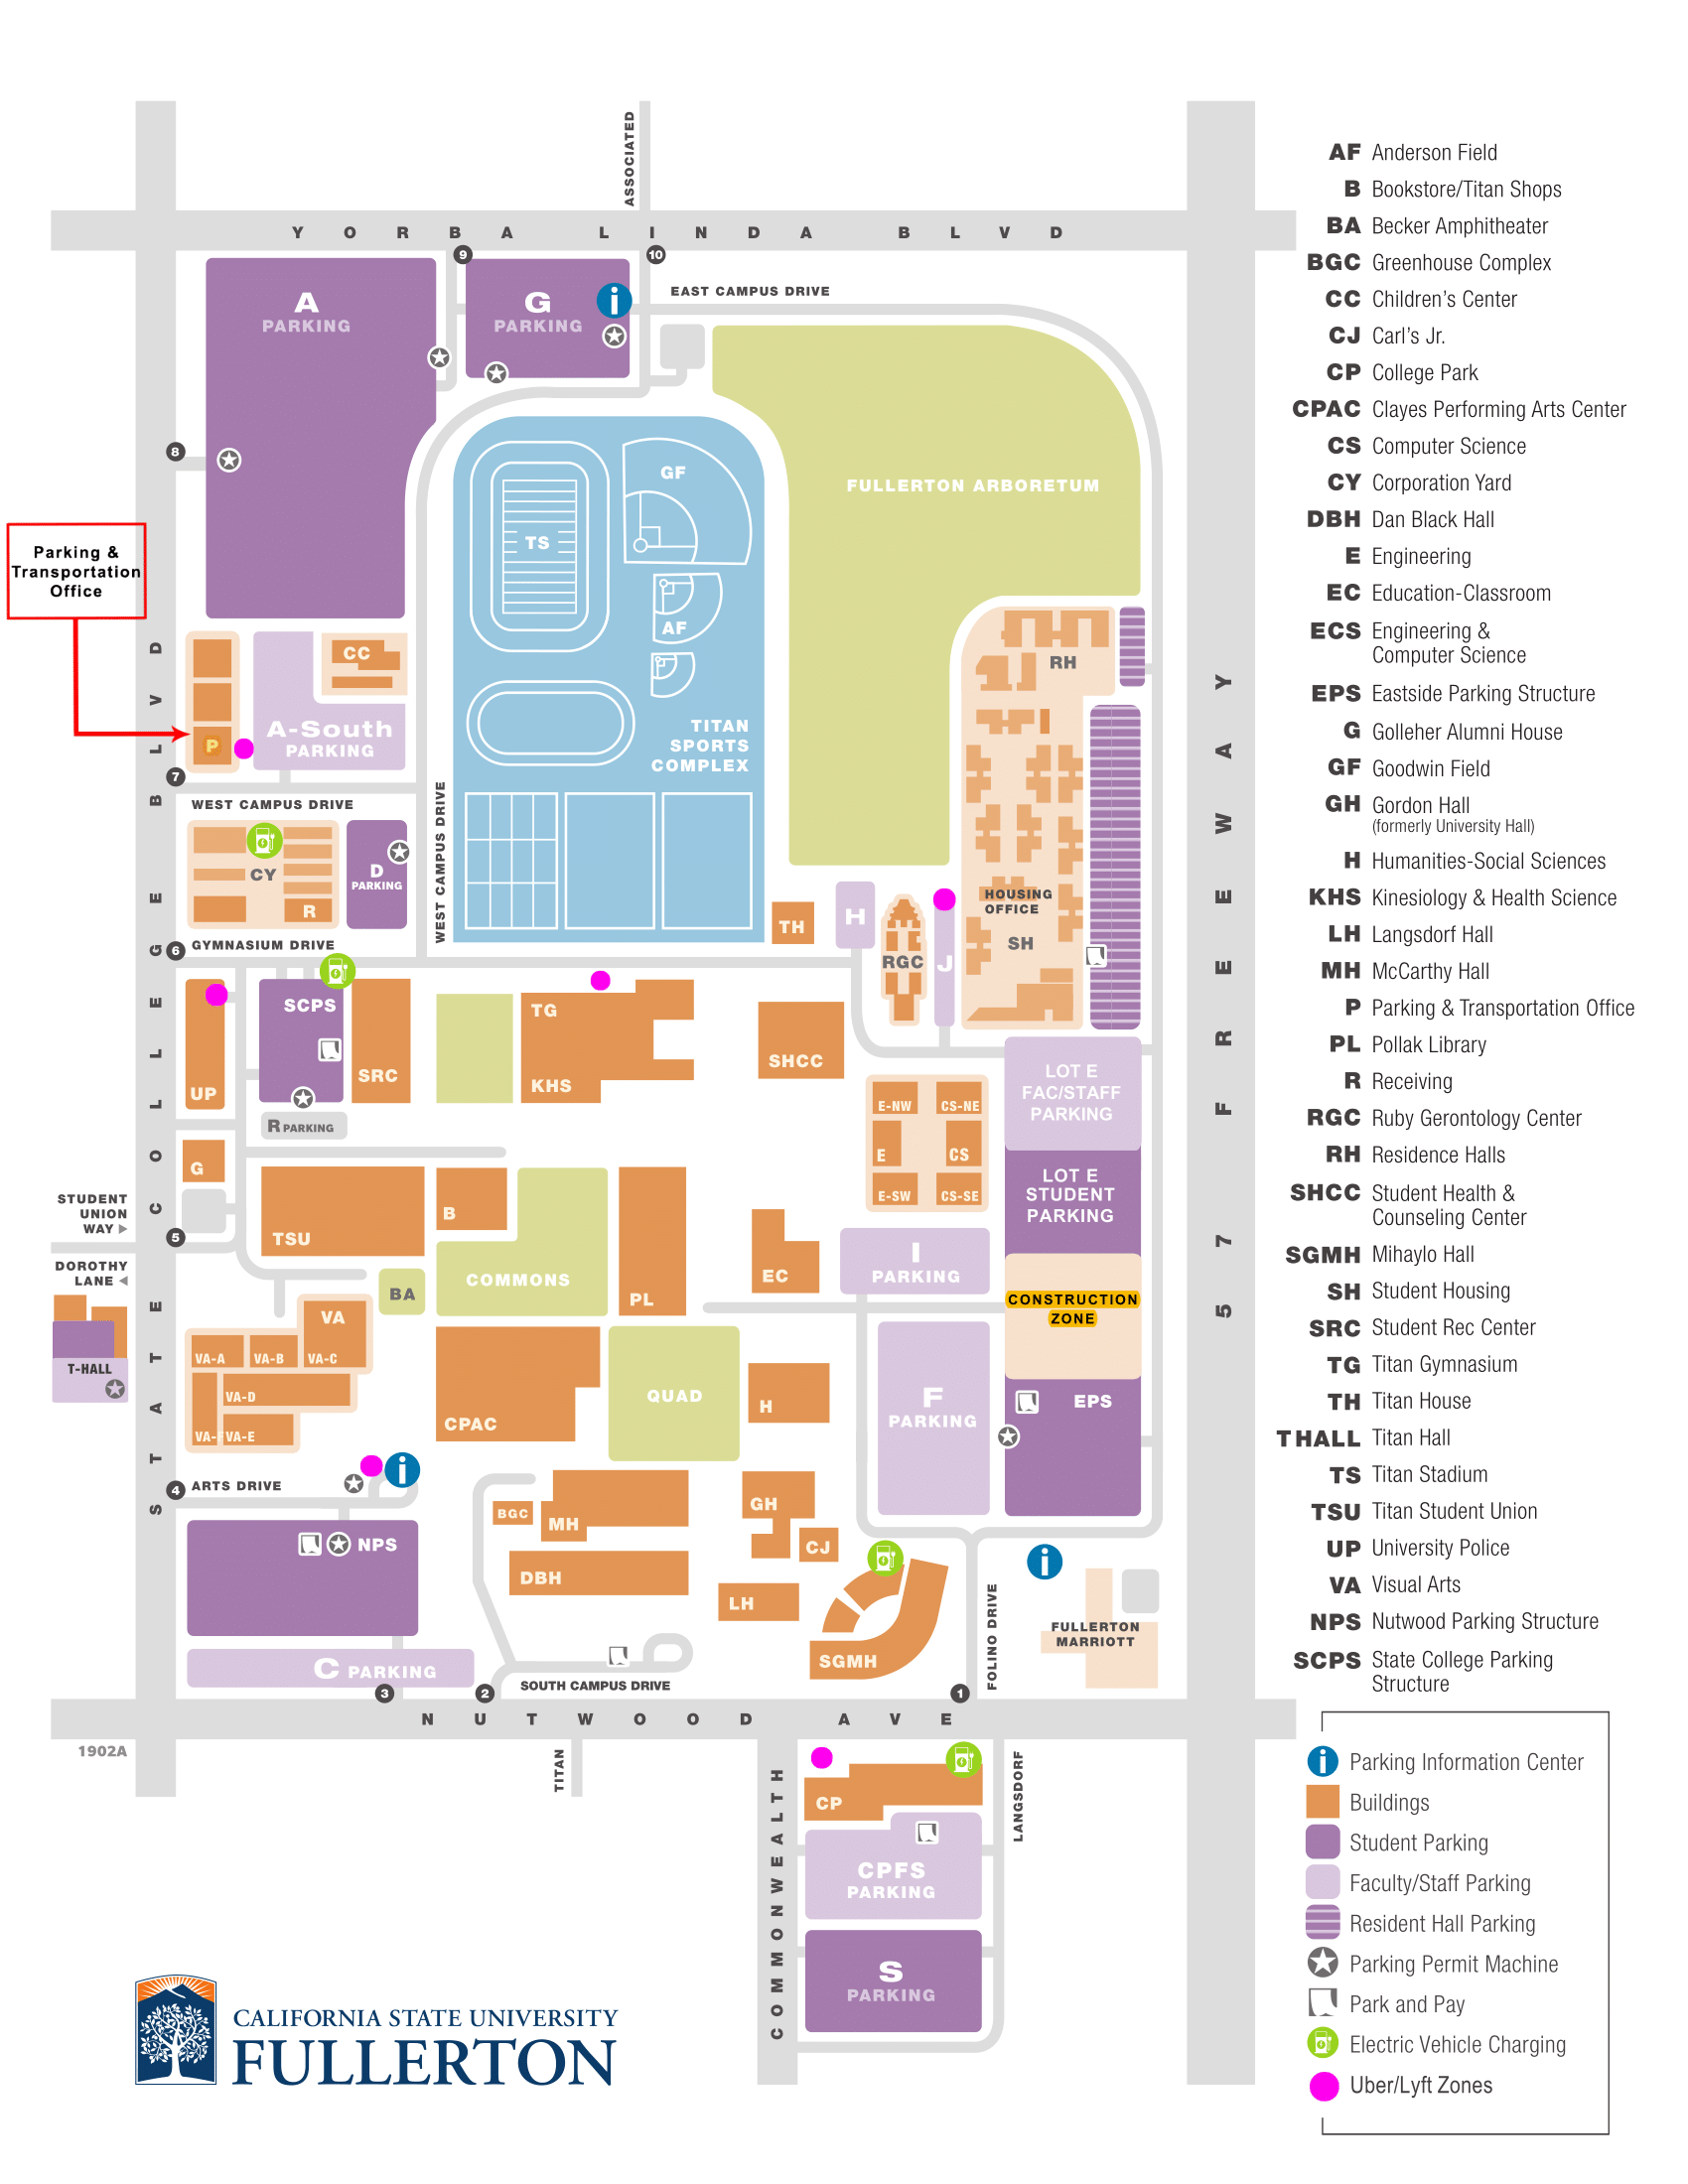 ASSOCIATED
YORBA LINDA BLVD
9
10
EAST CAMPUS DRIVE
A
PARKING
G
PARKING
8
GF
FULLERTON ARBORETUM
TS
AF
Parking &
Transportation
Office
CC
RH
A-South
PARKING
TITAN
SPORTS
COMPLEX
P
7
WEST CAMPUS DRIVE
WEST CAMPUS DRIVE
CY
R
D
PARKING
HOUSING
OFFICE
SH
TH
H
RGC
J
6
GYMNASIUM DRIVE
STATE COLLEGE BLVD
57 FREEWAY
UP
SCPS
SRC
TG
KHS
SHCC
R PARKING
LOT E
FAC/STAFF
PARKING
E-NW
CS-NE
E
CS
E-SW
CS-SE
LOT E
STUDENT
PARKING
G
STUDENT
UNION
WAY
5
TSU
B
COMMONS
PL
EC
I
PARKING
DOROTHY
LANE
BA
CONSTRUCTION
ZONE
T-HALL
VA
VA-A
VA-B
VA-C
VA-D
VA-
VA-E
CPAC
QUAD
H
F
PARKING
EPS
4
ARTS DRIVE
BGC
MH
GH
CJ
NPS
DBH
LH
SGMH
FOLINO DRIVE
FULLERTON
MARRIOTT
C PARKING
3
2
SOUTH CAMPUS DRIVE
1
NUTWOOD AVE
1902A
TITAN
COMMONWEALTH
LANGSDORF
CP
CPFS
PARKING
S
PARKING
CALIFORNIA STATE UNIVERSITY
FULLERTON
AF Anderson Field
B Bookstore/Titan Shops
BA Becker Amphitheater
BGC Greenhouse Complex
CC Children's Center
CJ Carl's Jr.
CP College Park
CPAC Clayes Performing Arts Center
CS Computer Science
CY Corporation Yard
DBH Dan Black Hall
E Engineering
EC Education-Classroom
ECS Engineering &
Computer Science
EPS Eastside Parking Structure
G Golleher Alumni House
GF Goodwin Field
GH Gordon Hall
(formerly University Hall)
H Humanities-Social Sciences
KHS Kinesiology & Health Science
LH Langsdorf Hall
MH McCarthy Hall
P Parking & Transportation Office
PL Pollak Library
R Receiving
RGC Ruby Gerontology Center
RH Residence Halls
SHCC Student Health &
Counseling Center
SGMH Mihaylo Hall
SH Student Housing
SRC Student Rec Center
TG Titan Gymnasium
TH Titan House
T HALL Titan Hall
TS Titan Stadium
TSU Titan Student Union
UP University Police
VA Visual Arts
NPS Nutwood Parking Structure
SCPS State College Parking
Structure
i Parking Information Center
Buildings
Student Parking
Faculty/Staff Parking
Resident Hall Parking
Parking Permit Machine
Park and Pay
Electric Vehicle Charging
Uber/Lyft Zones